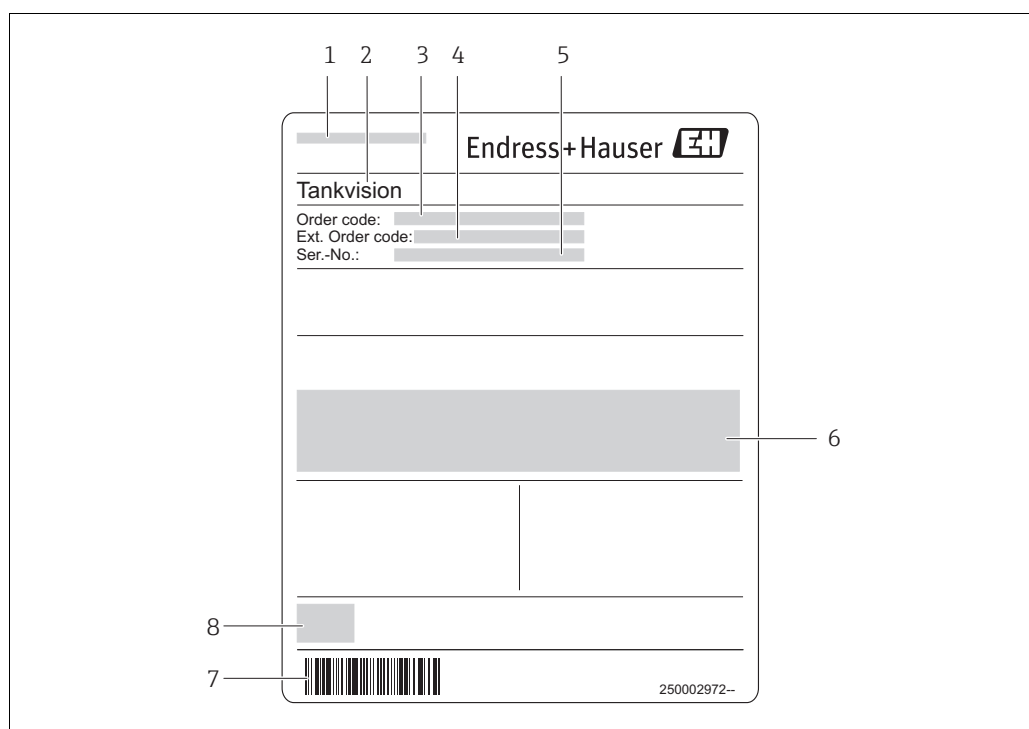 1 2 3 4 5
Endress+Hauser EH
Tankvision
Order code:
Ext. Order code:
Ser.-No.:
6
8
7
250002972--